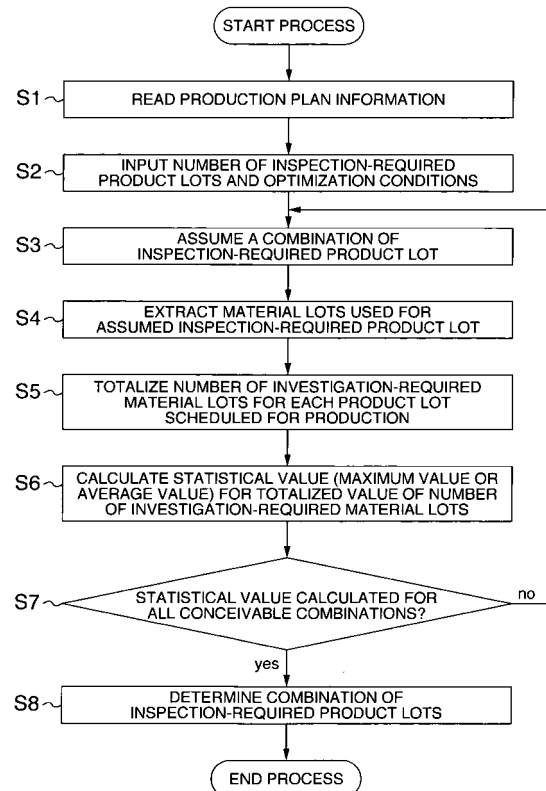 START PROCESS
S1
READ PRODUCTION PLAN INFORMATION
S2
INPUT NUMBER OF INSPECTION-REQUIRED
PRODUCT LOTS AND OPTIMIZATION CONDITIONS
S3
ASSUME A COMBINATION OF
INSPECTION-REQUIRED PRODUCT LOT
S4
EXTRACT MATERIAL LOTS USED FOR
ASSUMED INSPECTION-REQUIRED PRODUCT LOT
S5
TOTALIZE NUMBER OF INVESTIGATION-REQUIRED
MATERIAL LOTS FOR EACH PRODUCT LOT
SCHEDULED FOR PRODUCTION
S6
CALCULATE STATISTICAL VALUE (MAXIMUM VALUE OR
AVERAGE VALUE) FOR TOTALIZED VALUE OF NUMBER
OF INVESTIGATION-REQUIRED MATERIAL LOTS
S7
STATISTICAL VALUE CALCULATED FOR
ALL CONCEIVABLE COMBINATIONS?
no
yes
S8
DETERMINE COMBINATION OF
INSPECTION-REQUIRED PRODUCT LOTS
END PROCESS